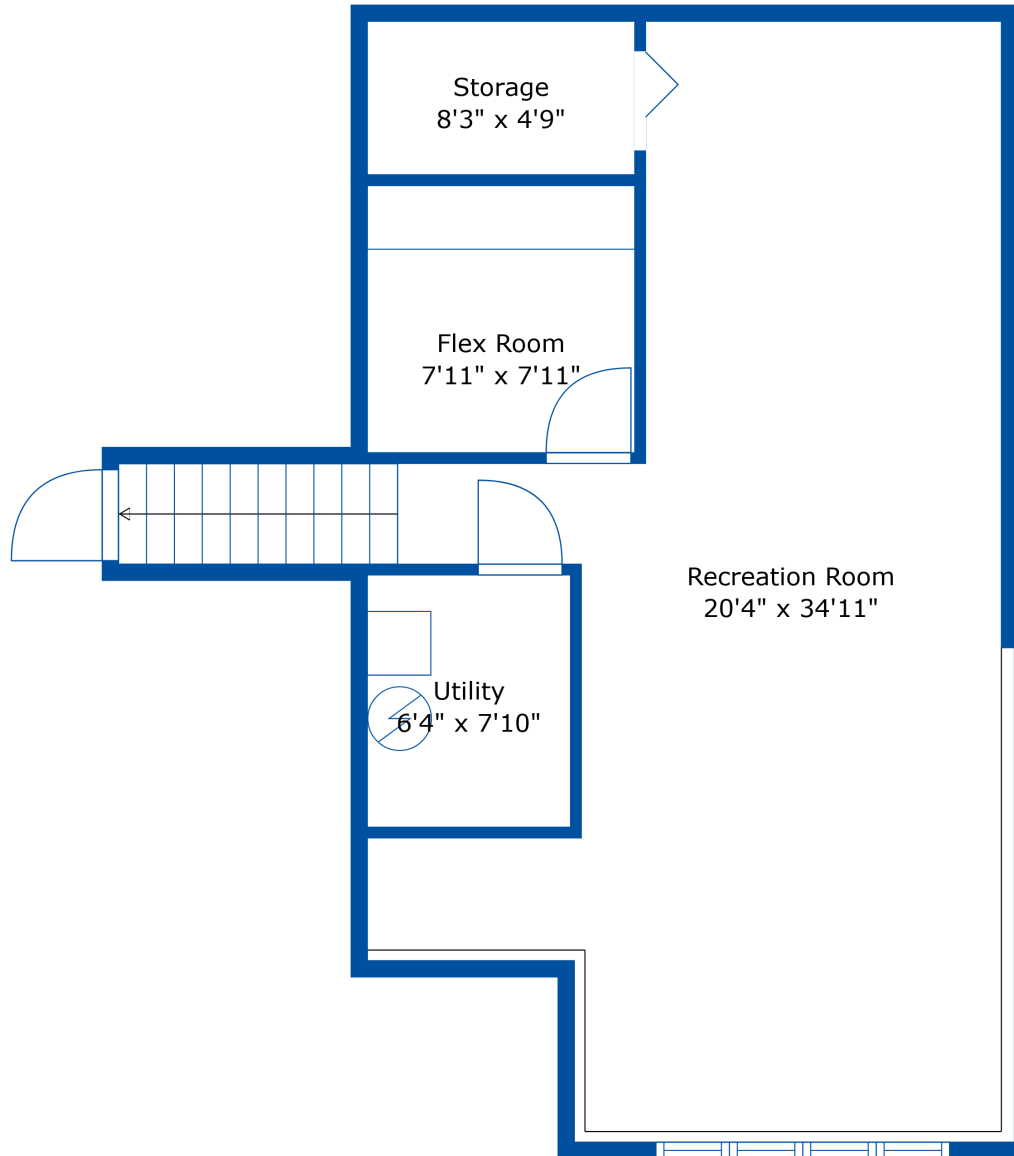 Storage
8'3" x 4'9"
Flex Room
7'11" x 7'11"
Recreation Room
20'4" x 34'11"
Utility
6'4" x 7'10"